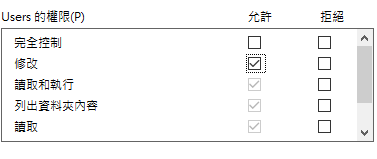 Users 的權限(P) 允許 拒絕
完全控制
修改
讀取和執行
列出資料夾內容
讀取